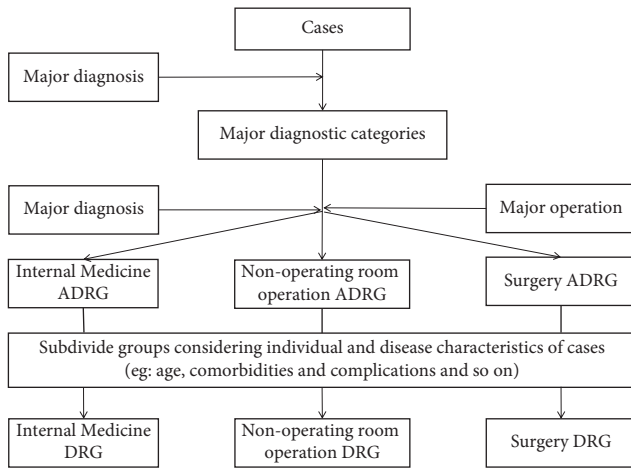 Cases
Major diagnosis
Major diagnostic categories
Major diagnosis
Major operation
Internal Medicine
ADRG
Non-operating room
operation ADRG
Surgery ADRG
Subdivide groups considering individual and disease characteristics of cases
(eg: age, comorbidities and complications and so on)
Internal Medicine
DRG
Non-operating room
operation DRG
Surgery DRG